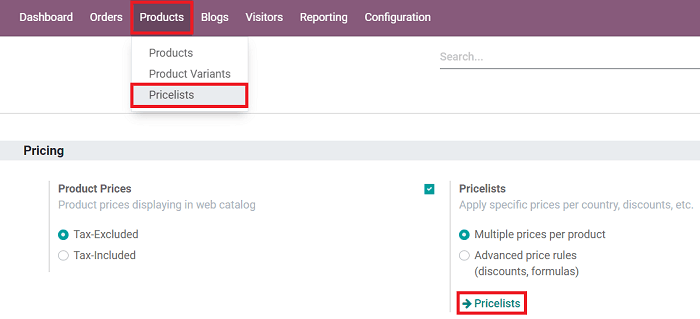 Dashboard Orders Products Blogs Visitors Reporting Configuration
Products
Product Variants
Pricelists
Search...
Pricing
Product Prices
Product prices displaying in web catalog
Tax-Excluded
Tax-Included
Pricelists
Apply specific prices per country, discounts, etc.
Multiple prices per product
Advanced price rules
(discounts, formulas)
Pricelists